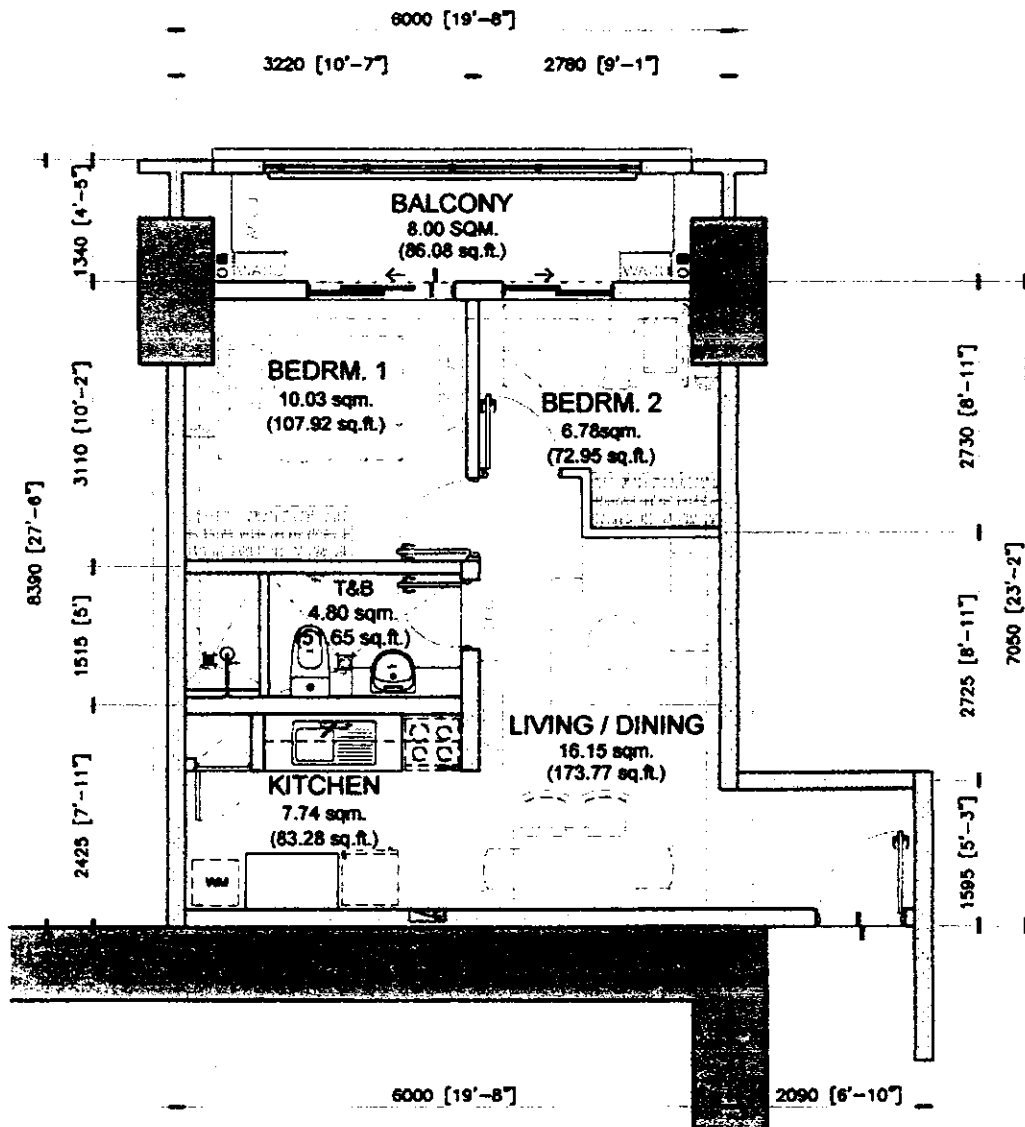 6000 [19'-8"]
3220 [10'-7"]
2780 [9'-1"]
1340 [4'-5"]
3110 [10'-2"]
8390 [27'-6"]
1515 [5']
2425 [7'-11"]
BALCONY
8.00 SQM.
(86.08 sq.ft.)
BEDRM. 1
10.03 sqm.
(107.92 sq.ft.)
BEDRM. 2
6.78sqm.
(72.95 sq.ft.)
T&B
4.80 sqm.
(51.65 sq.ft.)
LIVING / DINING
16.15 sqm.
(173.77 sq.ft.)
KITCHEN
7.74 sqm.
(83.28 sq.ft.)
WM
2730 [8'-11"]
2725 [8'-11"]
7050 [23'-2"]
1595 [5'-3"]
6000 [19'-8"]
2090 [6'-10"]